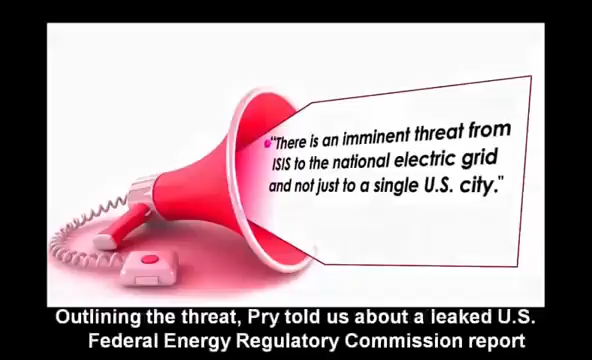 "There is an imminent threat from
ISIS to the national electric grid
and not just to a single U.S. city."
Outlining the threat, Pry told us about a leaked U.S.
Federal Energy Regulatory Commission report